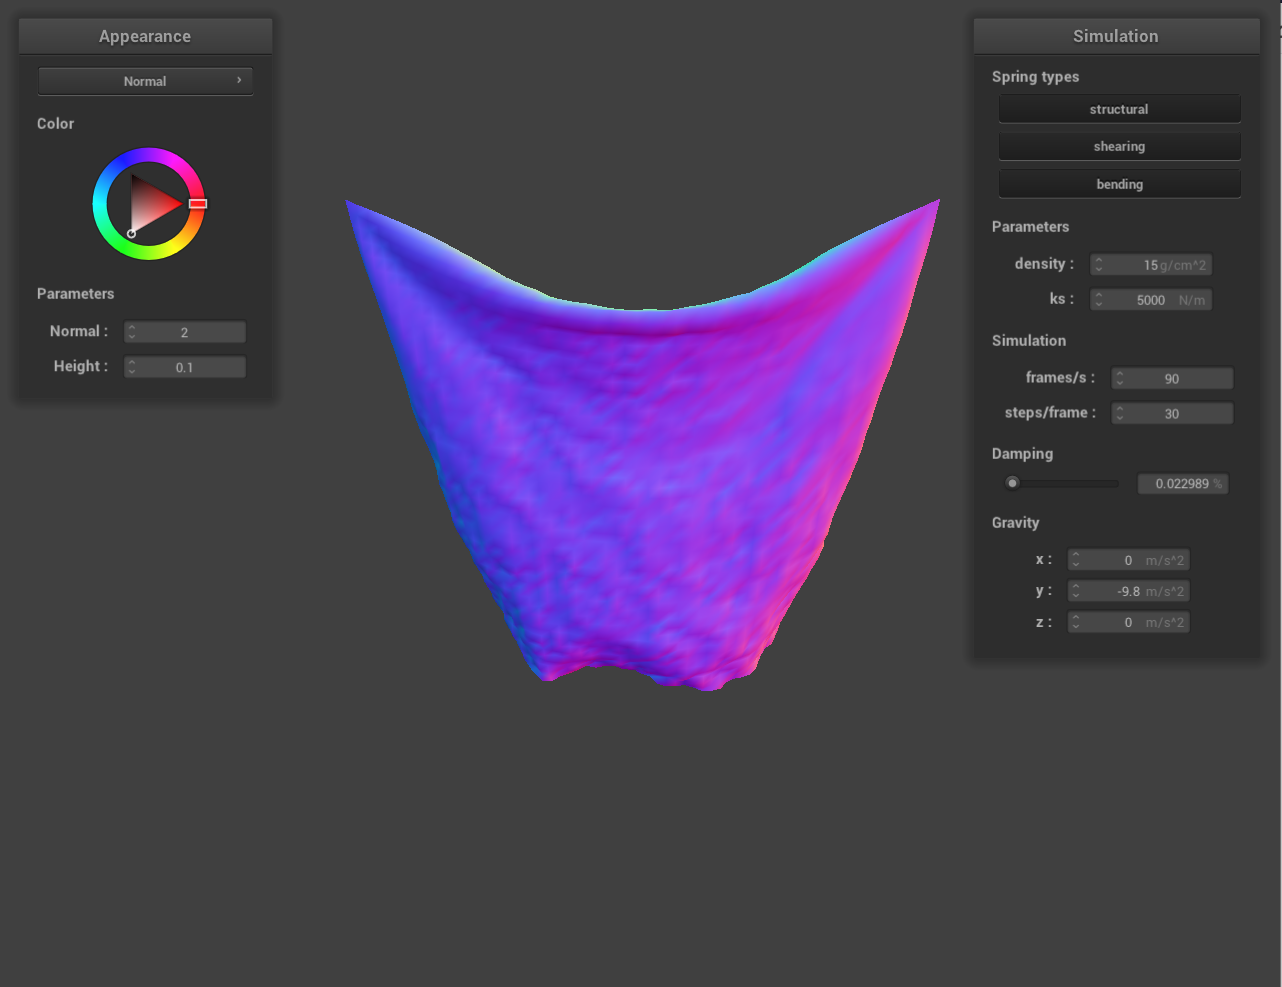 Appearance
Normal
Color
Parameters
Normal : 2
Height : 0.1
Simulation
Spring types
structural
shearing
bending
Parameters
density : 15 g/cm^2
ks : 5000 N/m
Simulation
frames/s : 90
steps/frame : 30
Damping
0.022989 %
Gravity
x : 0 m/s^2
y : -9.8 m/s^2
z : 0 m/s^2